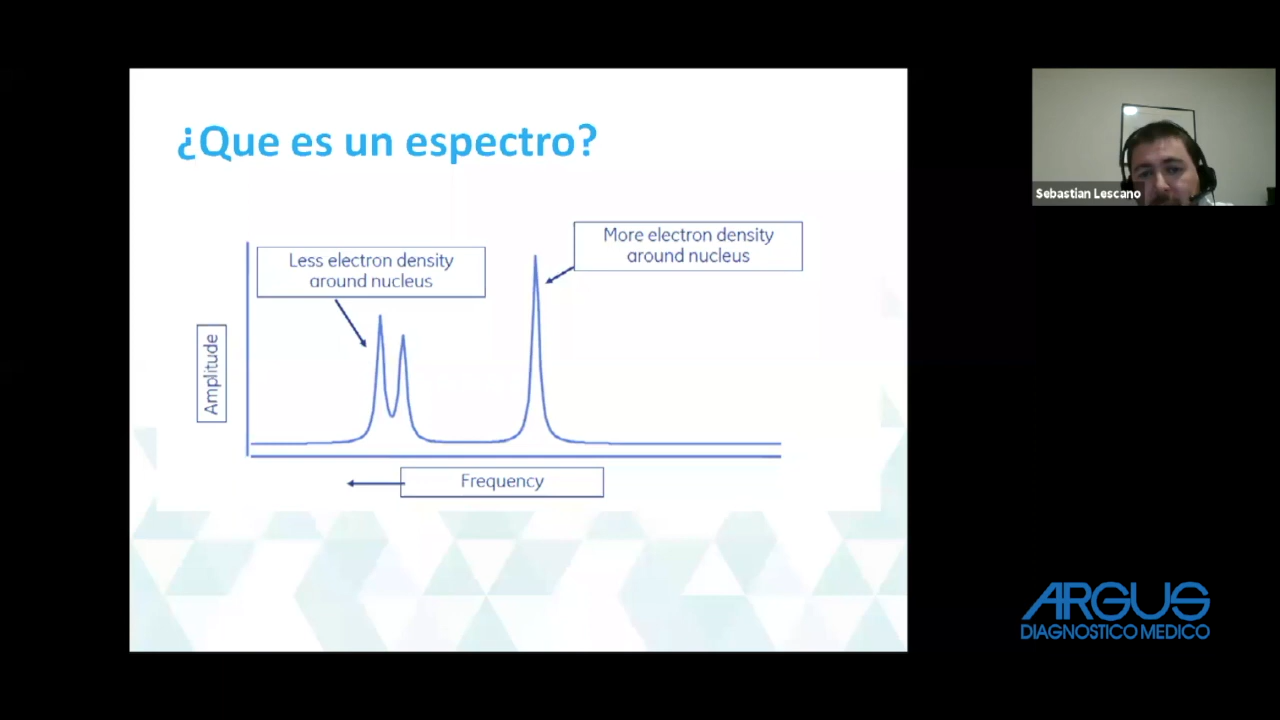 ¿Que es un espectro?
More electron density
around nucleus
Less electron density
around nucleus
Amplitude
Frequency
Sebastian Lescano
ARGUS
DIAGNOSTICO MEDICO